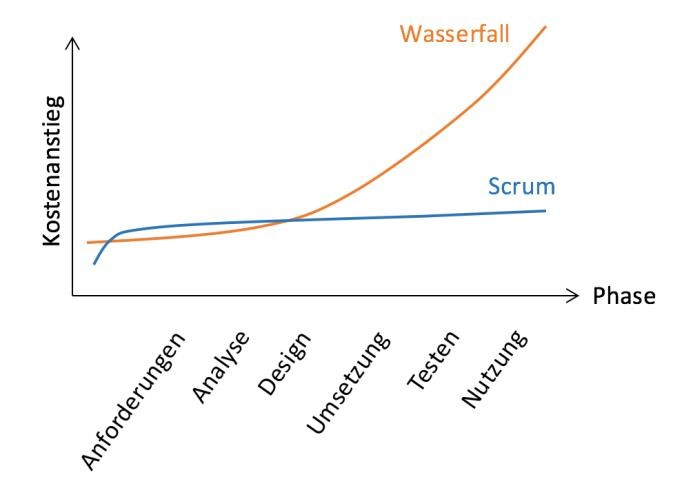 Wasserfall
Kostenanstieg
Scrum
Phase
Anforderungen
Analyse
Design
Umsetzung
Testen
Nutzung